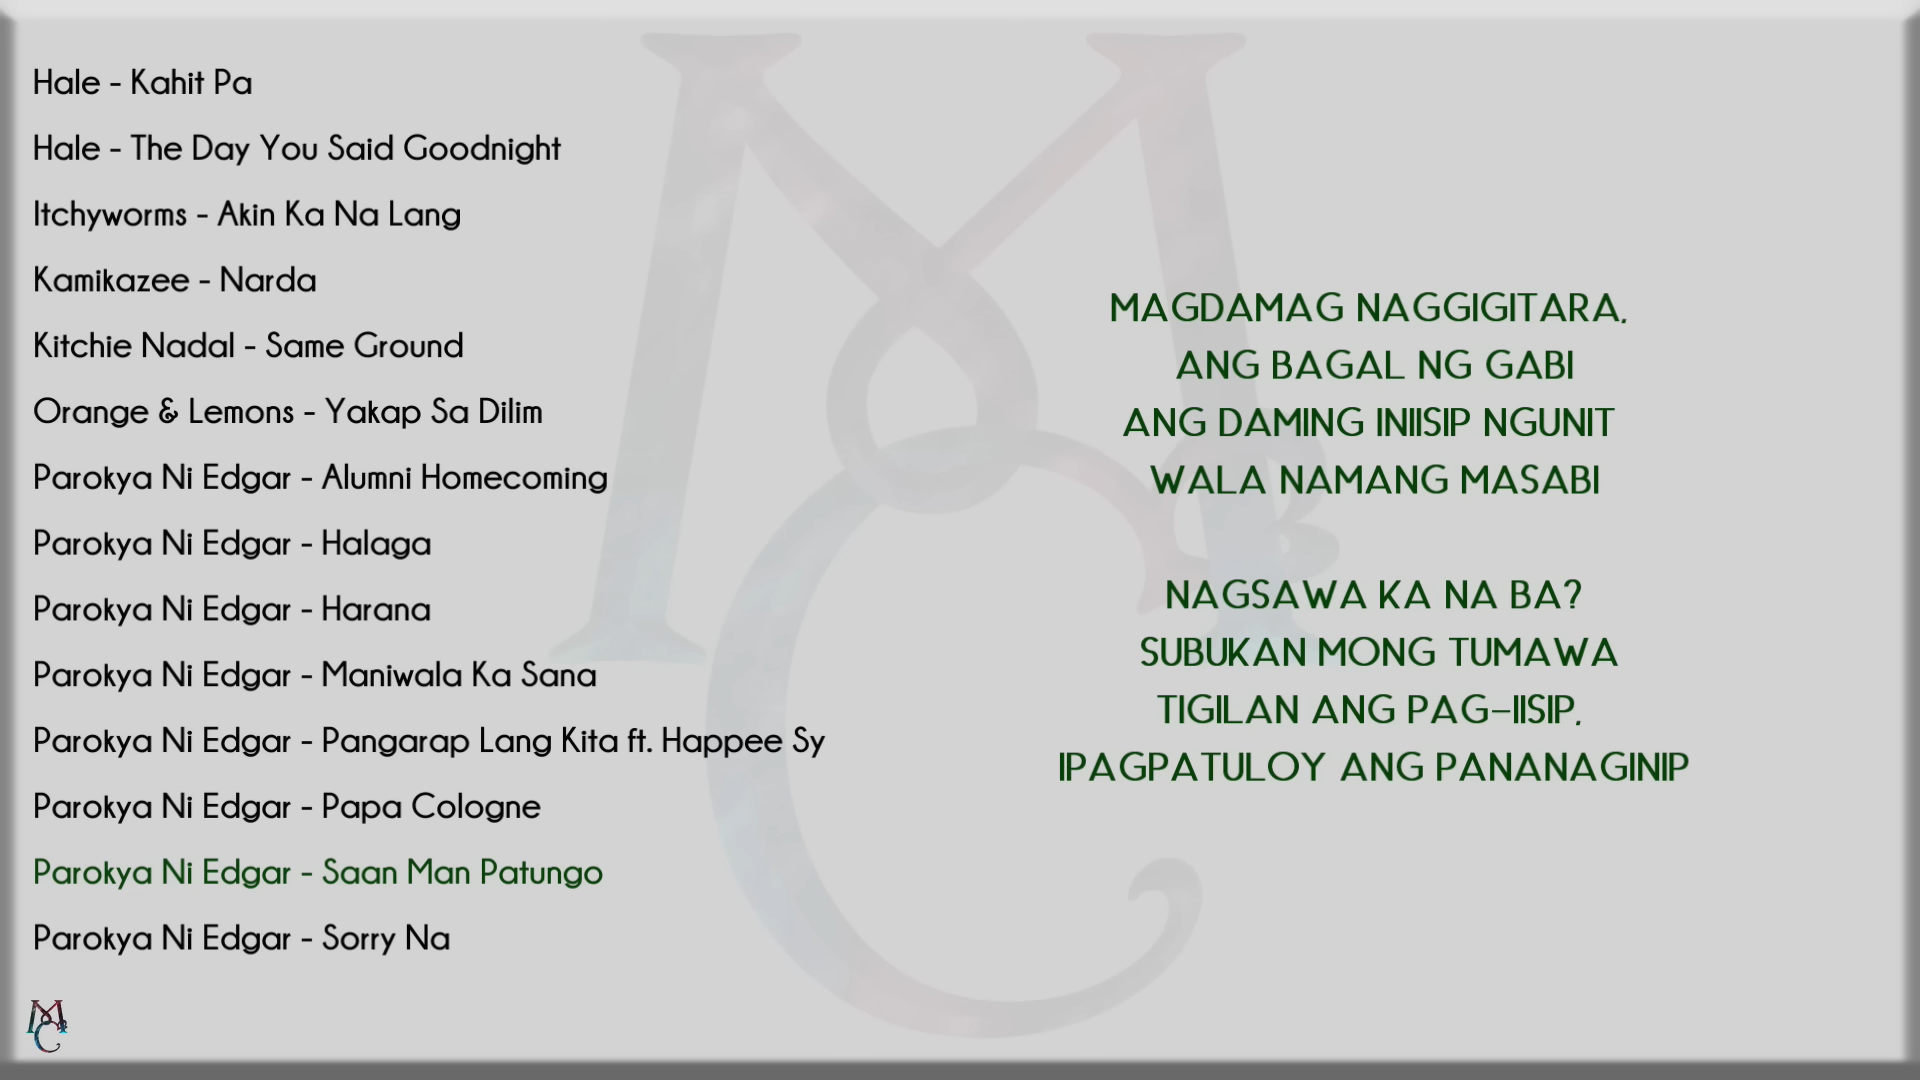 Hale - Kahit Pa
Hale - The Day You Said Goodnight
Itchyworms - Akin Ka Na Lang
Kamikazee - Narda
Kitchie Nadal - Same Ground
Orange & Lemons - Yakap Sa Dilim
Parokya Ni Edgar - Alumni Homecoming
Parokya Ni Edgar - Halaga
Parokya Ni Edgar - Harana
Parokya Ni Edgar - Maniwala Ka Sana
Parokya Ni Edgar - Pangarap Lang Kita ft. Happee Sy
Parokya Ni Edgar - Papa Cologne
Parokya Ni Edgar - Saan Man Patungo
Parokya Ni Edgar - Sorry Na
MAGDAMAG NAGGIGITARA,
ANG BAGAL NG GABI
ANG DAMING INIISIP NGUNIT
WALA NAMANG MASABI
NAGSAWA KA NA BA?
SUBUKAN MONG TUMAWA
TIGILAN ANG PAG-IISIP,
IPAGPATULOY ANG PANANAGINIP